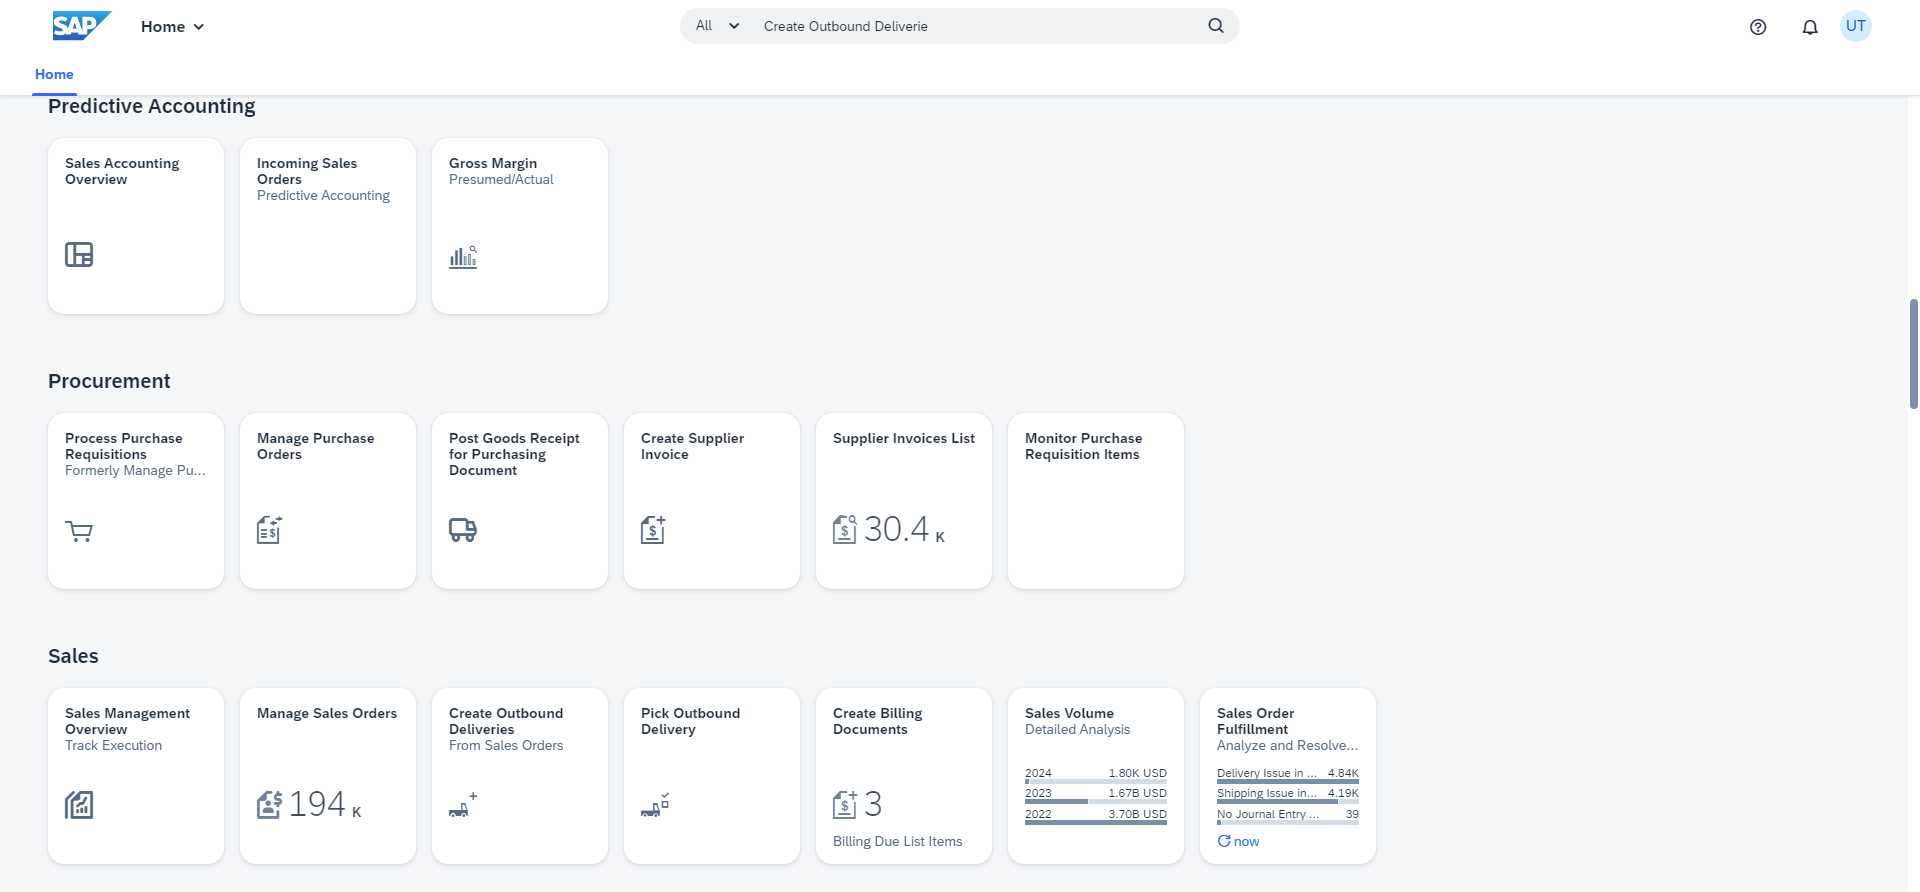 SAP
Home
All
Create Outbound Deliverie
UT
Home
Predictive Accounting
Sales Accounting
Overview
Incoming Sales
Orders
Predictive Accounting
Gross Margin
Presumed/Actual
Procurement
Process Purchase
Requisitions
Formerly Manage Pu...
Manage Purchase
Orders
Post Goods Receipt
for Purchasing
Document
Create Supplier
Invoice
Supplier Invoices List
30.4 K
Monitor Purchase
Requisition Items
Sales
Sales Management
Overview
Track Execution
Manage Sales Orders
194 K
Create Outbound
Deliveries
From Sales Orders
Pick Outbound
Delivery
Create Billing
Documents
3
Billing Due List Items
Sales Volume
Detailed Analysis
2024 1.80K USD
2023 1.67B USD
2022 3.70B USD
Sales Order
Fulfillment
Analyze and Resolve...
Delivery Issue in ... 4.84K
Shipping Issue in... 4.19K
No Journal Entry ... 39
now